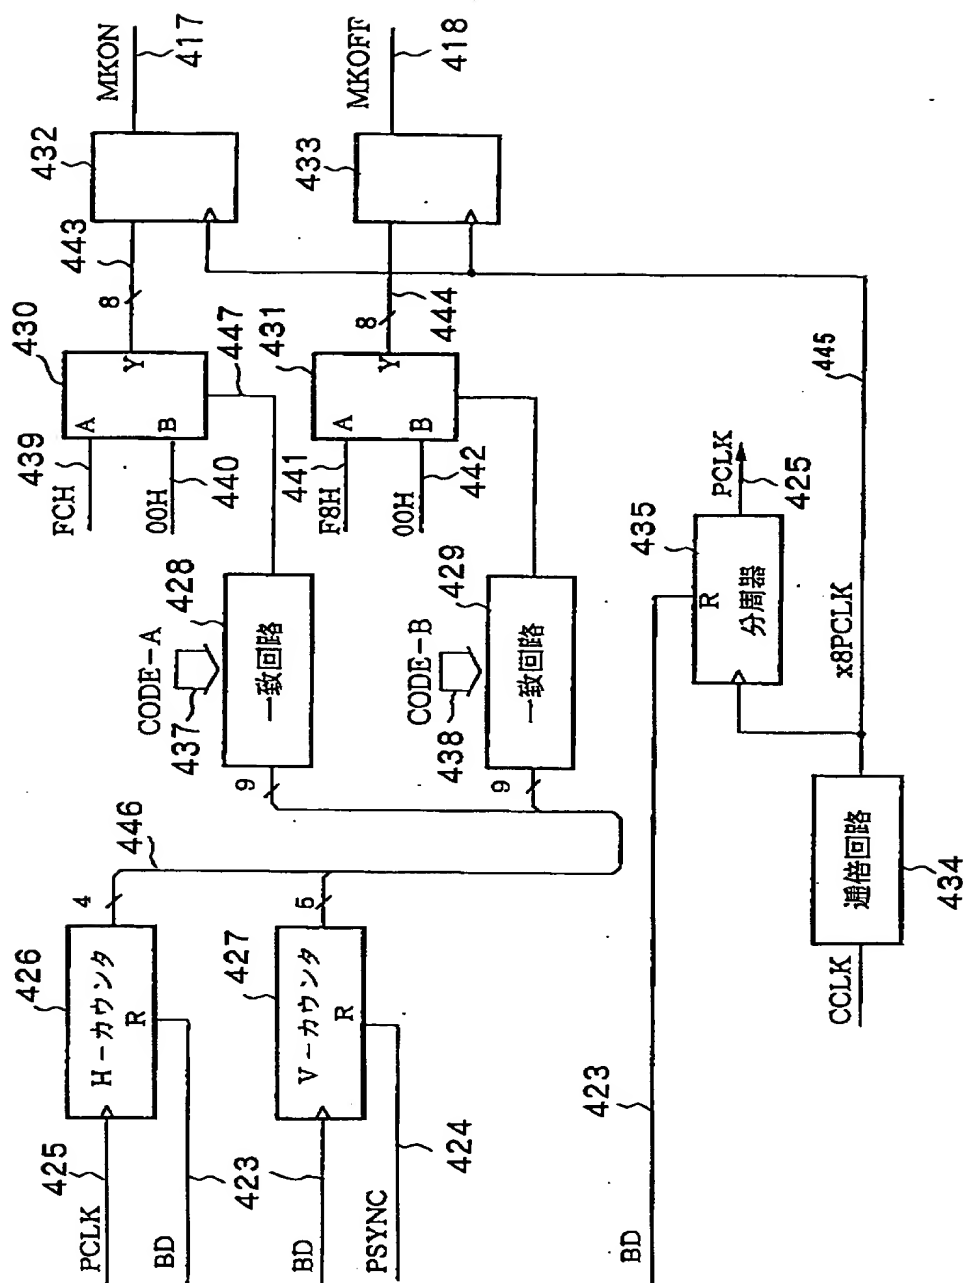 PCLK
425
H-カウンタ
R
426
4
446
BD
423
BD
V-カウンタ
R
427
5
PSYNC
424
CODE-A
437
428
一致回路
9
CODE-B
438
429
一致回路
9
FCH
439
A
430
Y
00H
440
B
447
8
443
432
MKON
417
F8H
441
A
431
Y
00H
442
B
8
444
433
MKOFF
418
BD
423
R
分周器
435
PCLK
425
CCLK
逓倍回路
434
x8PCLK
445